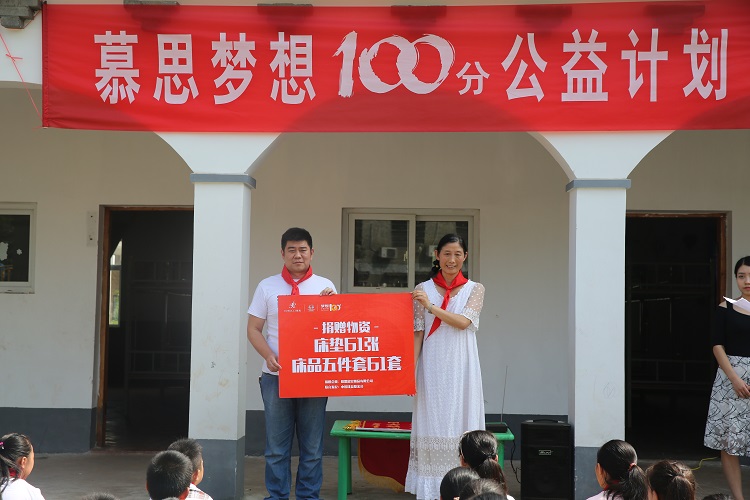 慕思梦想100分公益计划
- 捐赠物资 -
床垫61张
床品五件套61套